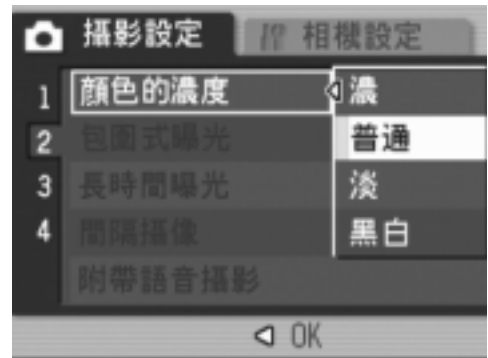 攝影設定 相機設定
1 顏色的濃度 濃
2 包圍式曝光 普通
3 長時間曝光 淡
4 間隔攝像 黑白
附帶語音攝影
OK